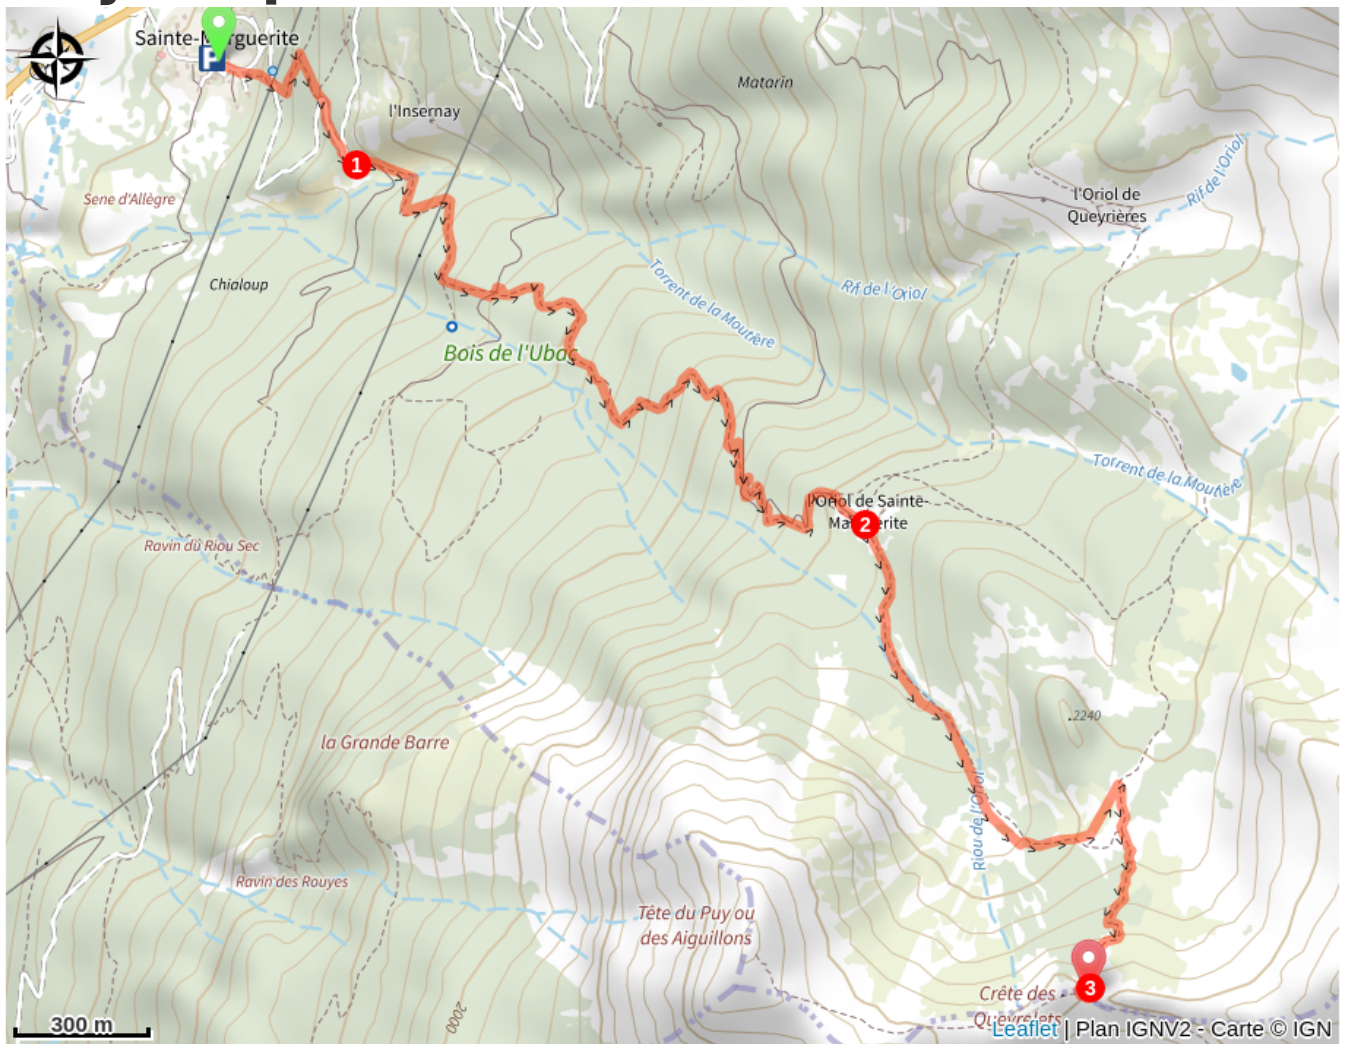 Sainte-Marguerite
P
Matarin
l'Insernay
1
Sene d'Allègre
l'Oriol de
Queyrières
Rif de l'Oriol
Chialoup
Rif de l'Oriol
Torrent de la Moutière
Bois de l'Ubac
Torrent de la Moutière
l'Oriol de Sainte-
Marguerite
2
Ravin du Riou Sec
.2240
la Grande Barre
Riou de l'Oriol
Ravin des Rouyes
Tête du Puy ou
des Aiguillons
Crête des
Queyrelets
3
2000
300 m
Leaflet | Plan IGNV2 - Carte © IGN